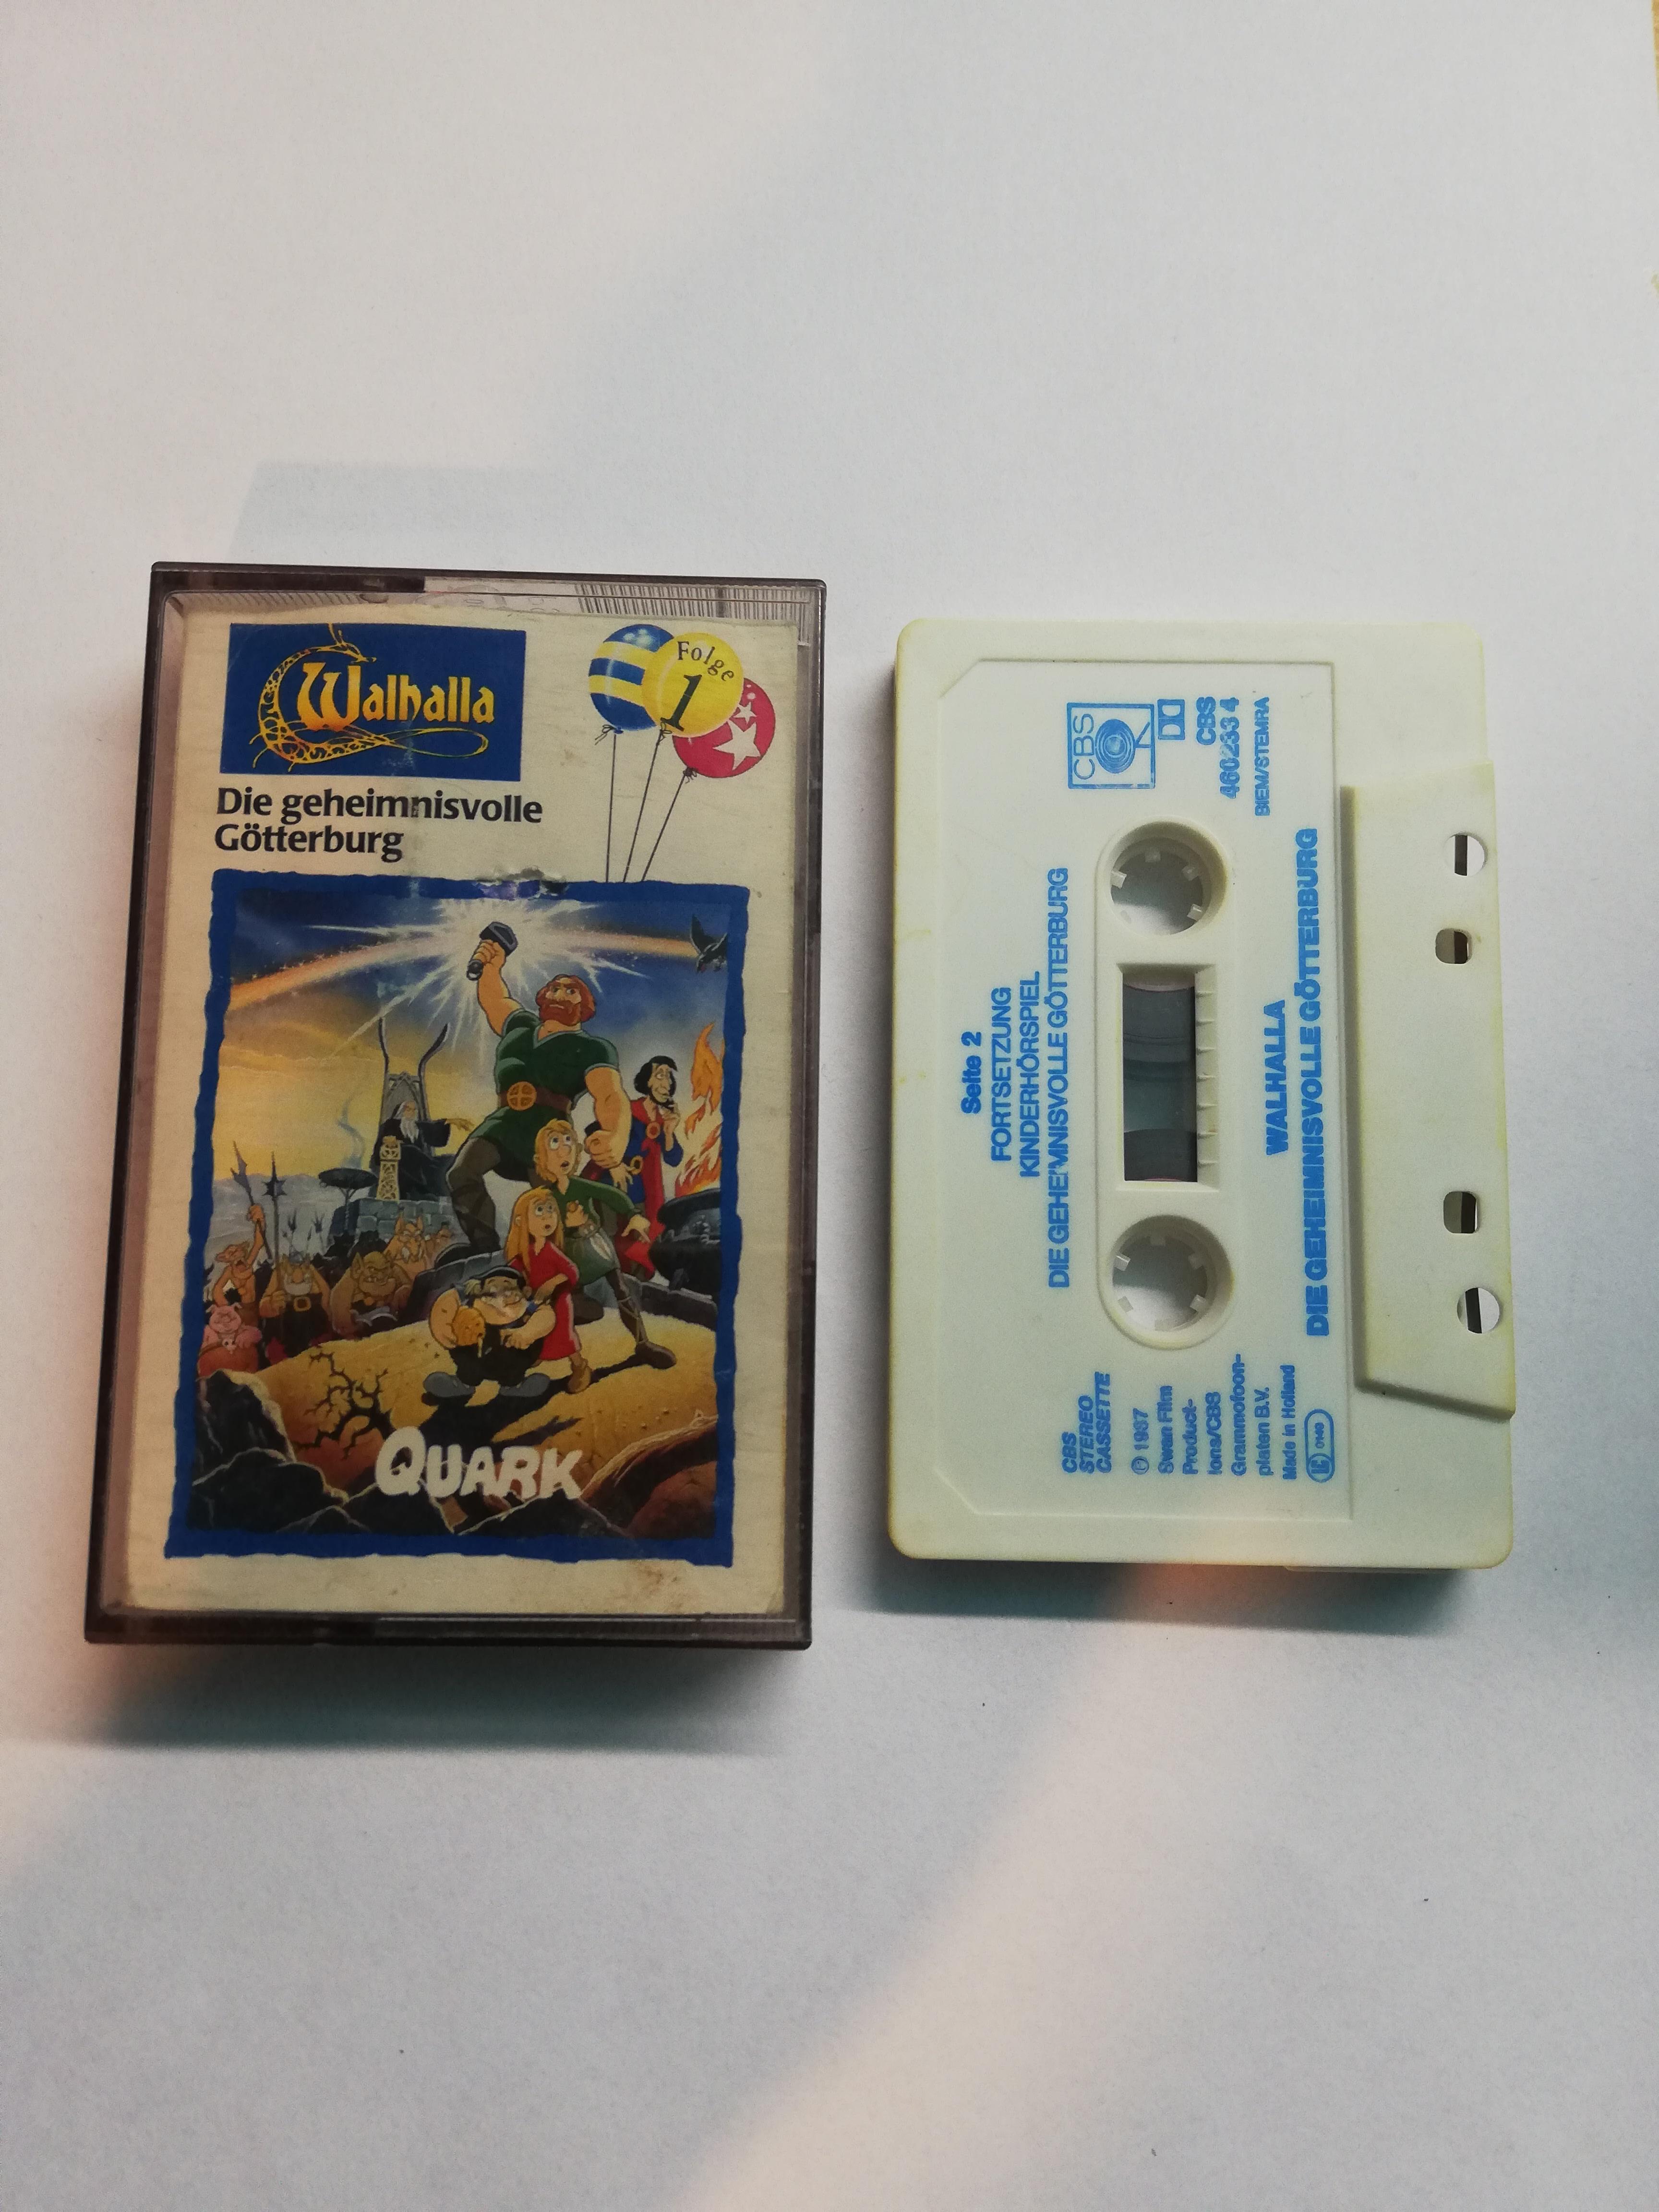 Walhalla
Folge
1
Die geheimnisvolle
Götterburg
QUARK
CBS
CBS
460233 4
BIEM/STEMRA
Seite 2
FORTSETZUNG
KINDERHÖRSPIEL
DIE GEHEIMNISVOLLE GÖTTERBURG
WALHALLA
DIE GEHEIMNISVOLLE GÖTTERBURG
CBS
STEREO
CASSETTE
Ⓟ 1987
Swan Film
Product-
ions/CBS
Grammofoon-
platen B.V.
Made in Holland
LC 0149